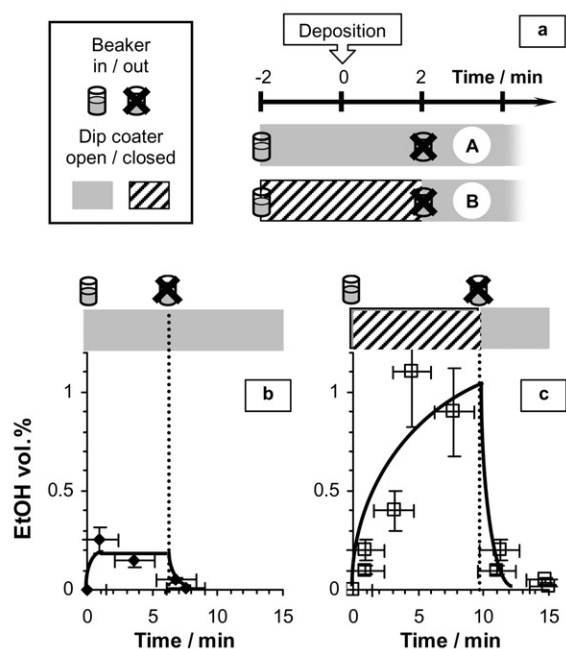 Beaker
in / out
Dip coater
open / closed
Deposition
a
-2
0
2
Time / min
A
B
b
c
EtOH vol.%
1
0.5
0
0
5
10
15
Time / min
1
0.5
0
0
5
10
15
Time / min